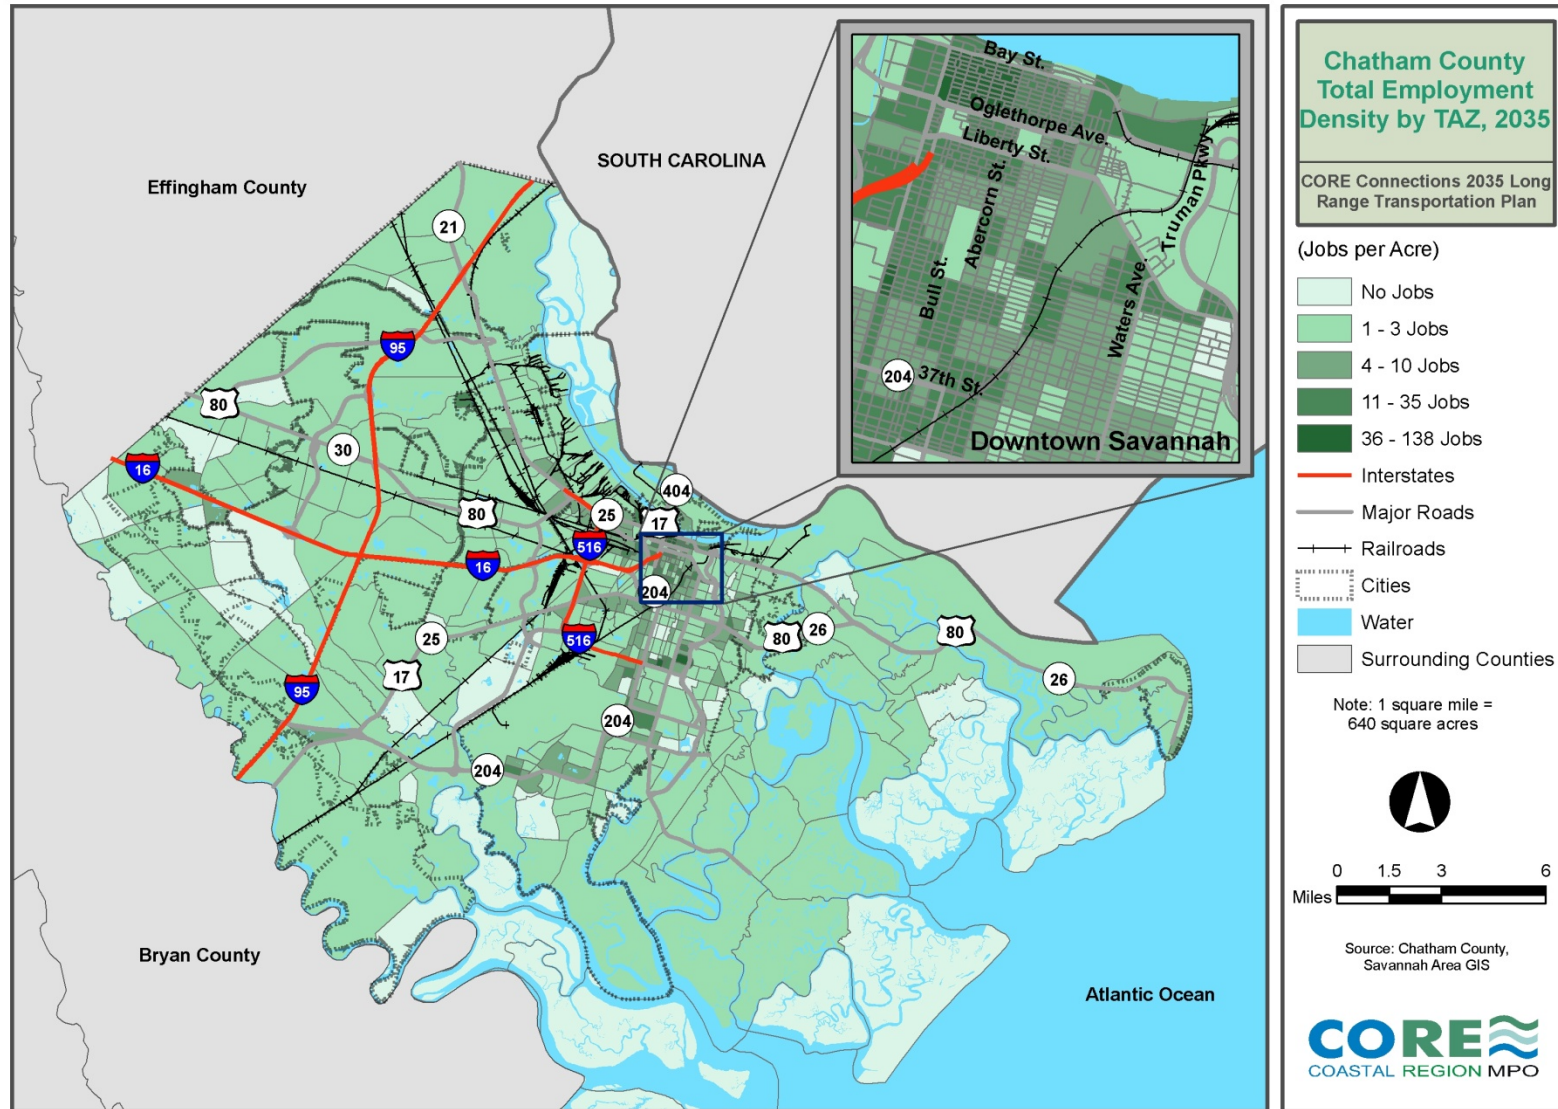 Chatham County
Total Employment
Density by TAZ, 2035
CORE Connections 2035 Long
Range Transportation Plan
(Jobs per Acre)
No Jobs
1 - 3 Jobs
4 - 10 Jobs
11 - 35 Jobs
36 - 138 Jobs
Interstates
Major Roads
Railroads
Cities
Water
Surrounding Counties
Note: 1 square mile =
640 square acres
0 1.5 3 6
Miles
Source: Chatham County,
Savannah Area GIS
CORE
COASTAL REGION MPO
Effingham County
SOUTH CAROLINA
Bryan County
Atlantic Ocean
21
95
80
30
16
80
404
25
17
516
16
204
25
516
80
26
80
26
17
95
204
204
Bay St.
Oglethorpe Ave.
Liberty St.
Abercorn St.
Bull St.
Truman Pkwy
Waters Ave.
204
37th St.
Downtown Savannah